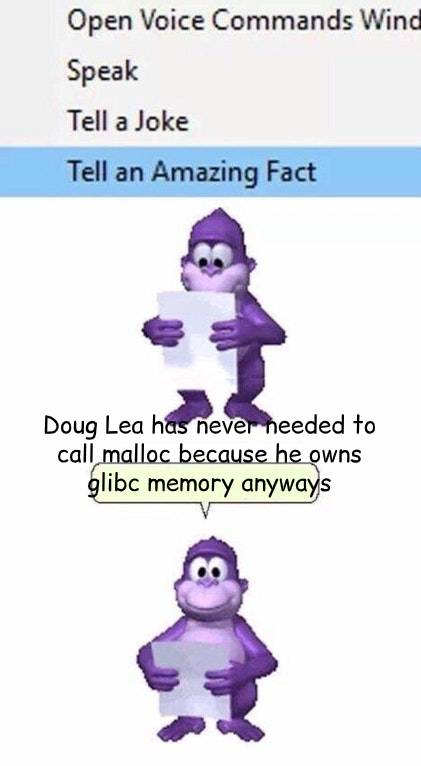 Open Voice Commands Wind
Speak
Tell a Joke
Tell an Amazing Fact
Doug Lea has never needed to
call malloc because he owns
glibc memory anyways